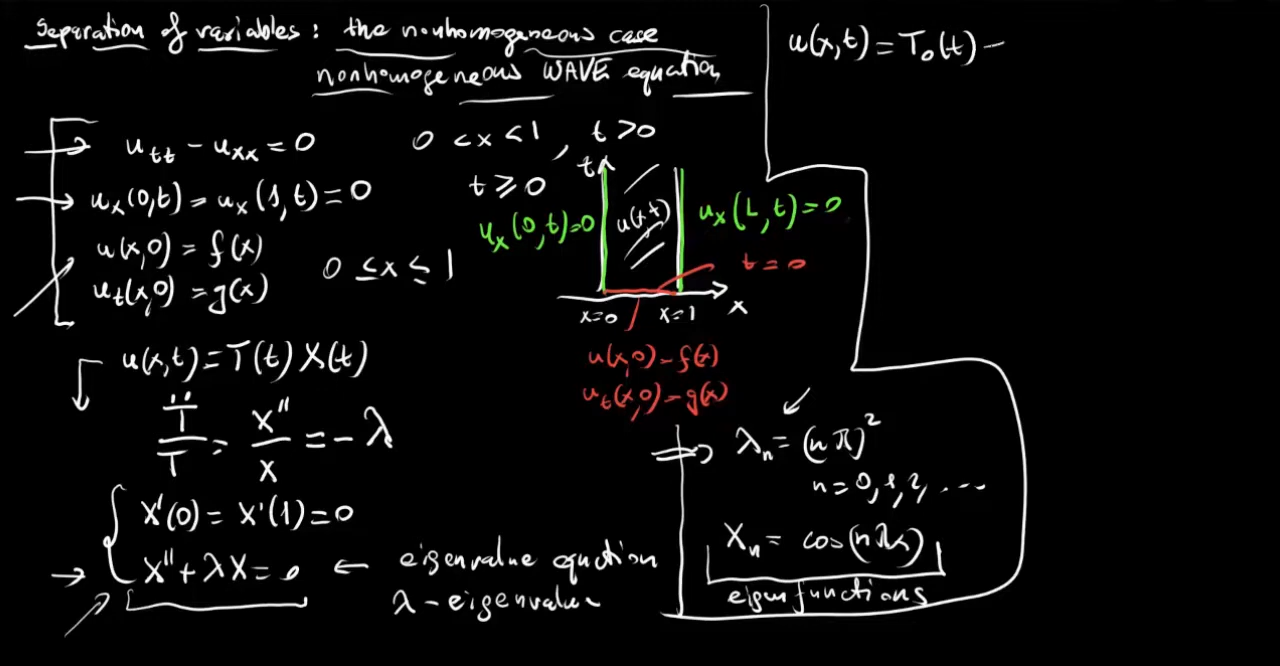 Separation of variables: the nonhomogeneous case
nonhomogeneous WAVE equation
u_tt - u_xx = 0
0 < x < 1, t > 0
u_x(0,t) = u_x(1,t) = 0
t ≥ 0
u(x,0) = f(x)
u_t(x,0) = g(x)
0 ≤ x ≤ 1
t
u_x(0,t)=0
u(x,t)
u_x(L,t)=0
t=0
x=0
x=1
x
u(x,0)=f(x)
u_t(x,0)=g(x)
u(x,t) = T(t) X(t)
T̈/T = X''/X = -λ
X'(0) = X'(1) = 0
X'' + λX = 0 ← eigenvalue equction
λ - eigenvalue
⇒ λ_n = (nπ)^2
n = 0, 1, 2, ...
X_n = cos(nπx)
eigenfunctions
u(x,t) = T_0(t) -